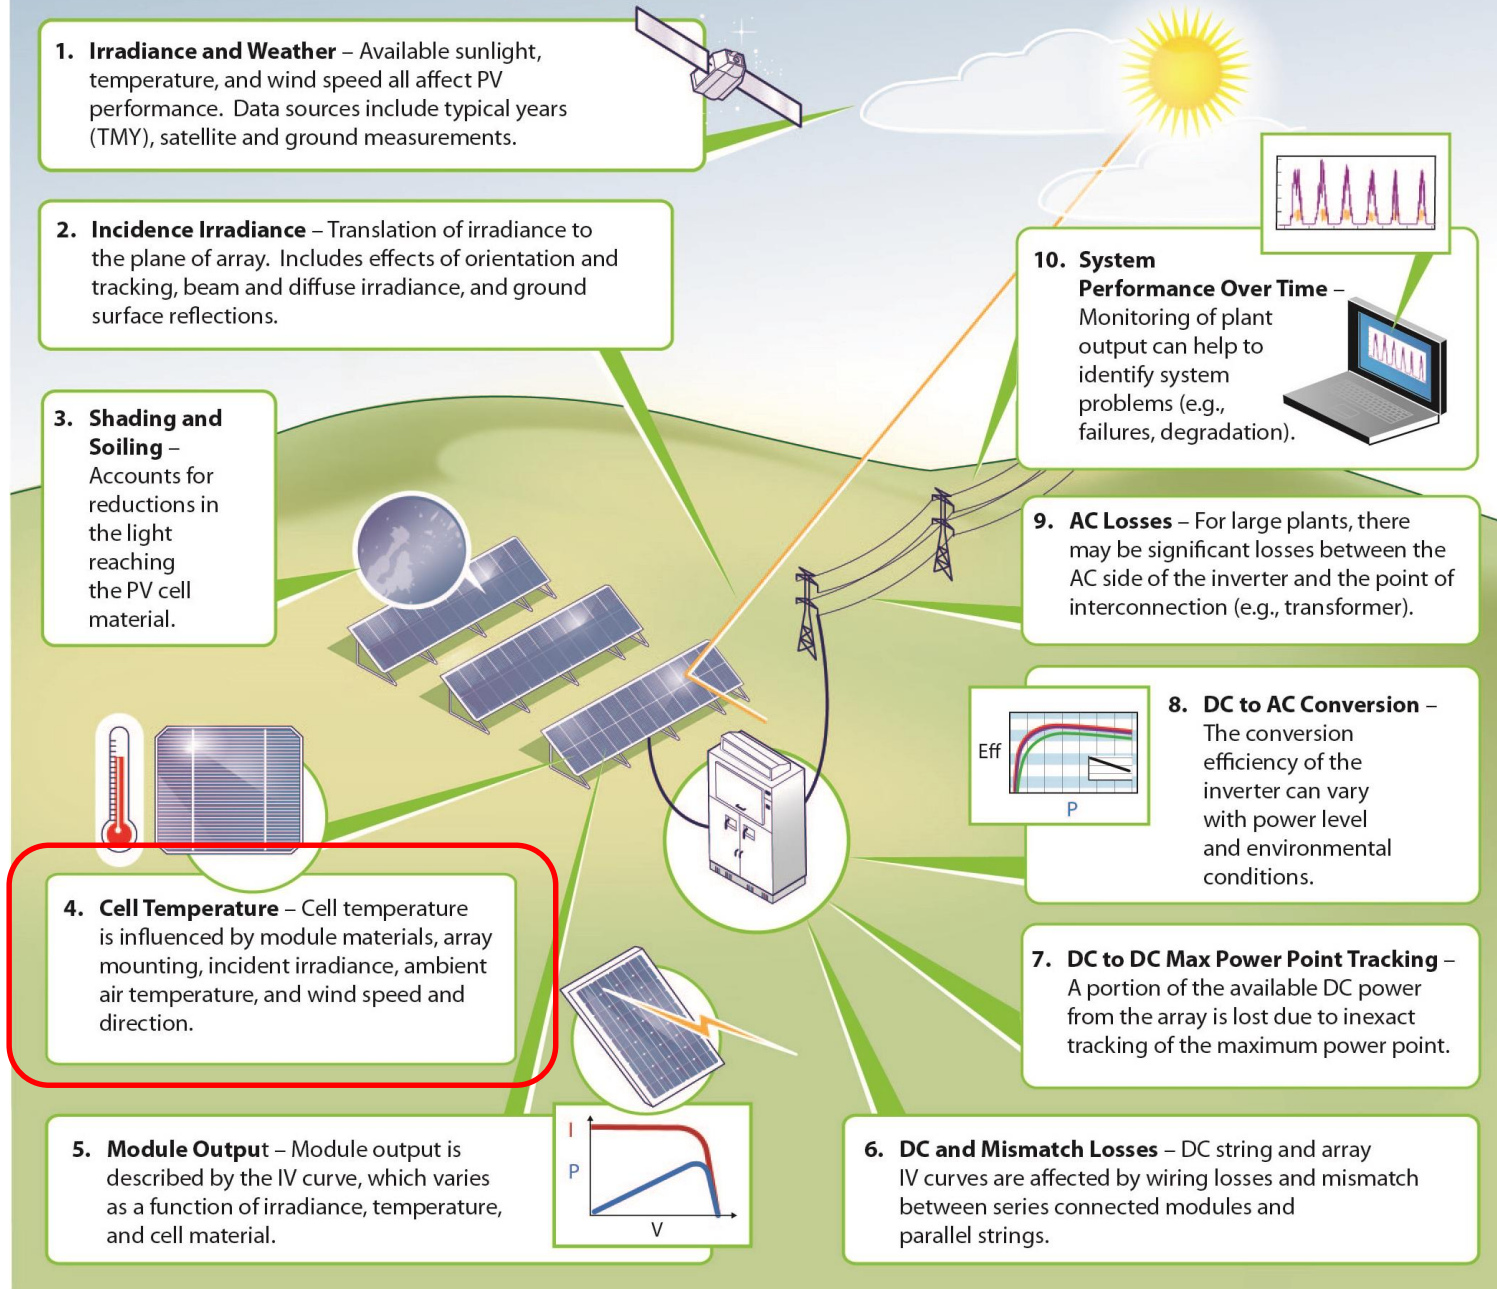 1. Irradiance and Weather – Available sunlight,
temperature, and wind speed all affect PV
performance. Data sources include typical years
(TMY), satellite and ground measurements.
2. Incidence Irradiance – Translation of irradiance to
the plane of array. Includes effects of orientation and
tracking, beam and diffuse irradiance, and ground
surface reflections.
3. Shading and
Soiling –
Accounts for
reductions in
the light
reaching
the PV cell
material.
4. Cell Temperature – Cell temperature
is influenced by module materials, array
mounting, incident irradiance, ambient
air temperature, and wind speed and
direction.
5. Module Output – Module output is
described by the IV curve, which varies
as a function of irradiance, temperature,
and cell material.
I
P
V
6. DC and Mismatch Losses – DC string and array
IV curves are affected by wiring losses and mismatch
between series connected modules and
parallel strings.
7. DC to DC Max Power Point Tracking –
A portion of the available DC power
from the array is lost due to inexact
tracking of the maximum power point.
8. DC to AC Conversion –
The conversion
efficiency of the
inverter can vary
with power level
and environmental
conditions.
Eff
P
9. AC Losses – For large plants, there
may be significant losses between the
AC side of the inverter and the point of
interconnection (e.g., transformer).
10. System
Performance Over Time –
Monitoring of plant
output can help to
identify system
problems (e.g.,
failures, degradation).